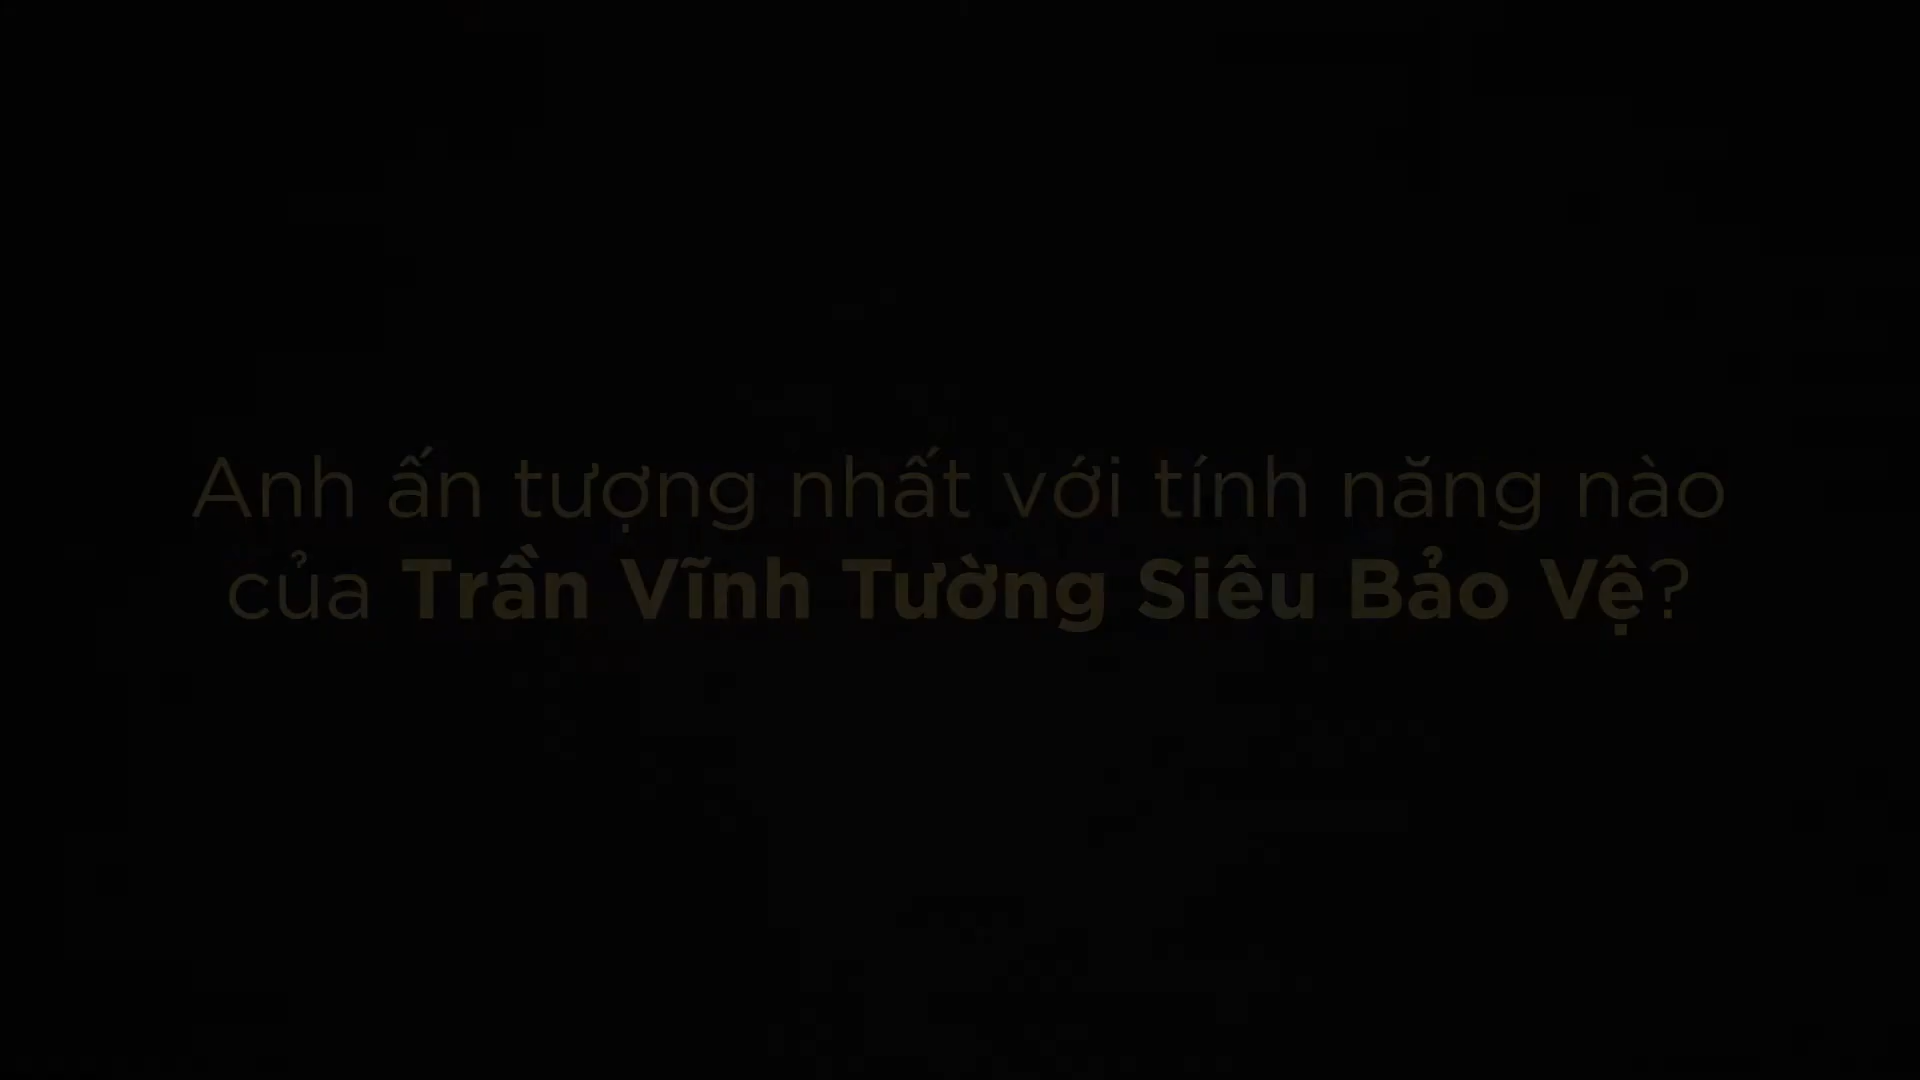 Anh ấn tượng nhất với tính năng nào
của Trần Vĩnh Tường Siêu Bảo Vệ?